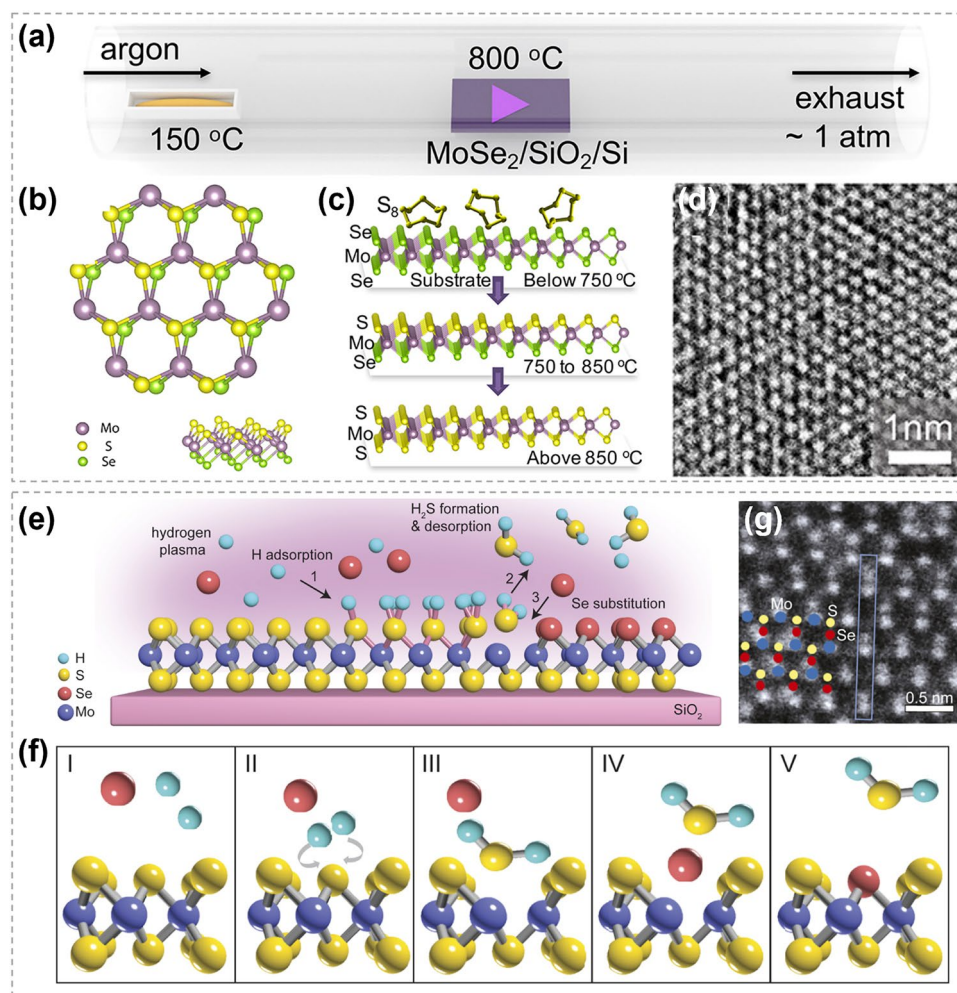 (a)
argon
150 °C
800 °C
MoSe₂/SiO₂/Si
exhaust
~ 1 atm
(b)
Mo
S
Se
(c)
S₈
Se
Mo
Se
Substrate
Below 750 °C
S
Mo
Se
750 to 850°C
S
Mo
S
Above 850°C
(d)
1nm
(e)
hydrogen
plasma
H adsorption
1
H₂S formation
& desorption
2
3
Se substitution
H
S
Se
Mo
SiO₂
(g)
Mo
S
Se
0.5 nm
(f)
I
II
III
IV
V